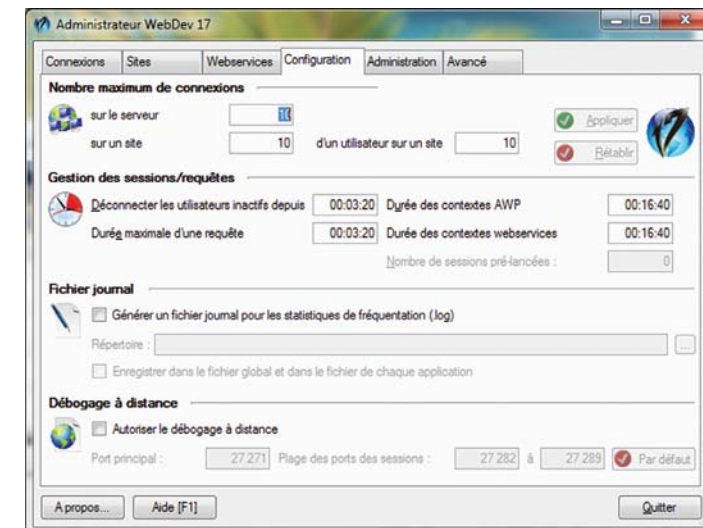 Administrateur WebDev 17
Connexions Sites Webservices Configuration Administration Avancé
Nombre maximum de connexions
sur le serveur 10
Appliquer
sur un site 10 d'un utilisateur sur un site 10
Rétablir
17
Gestion des sessions/requêtes
Déconnecter les utilisateurs inactifs depuis 00:03:20 Durée des contextes AWP 00:16:40
Durée maximale d'une requête 00:03:20 Durée des contextes webservices 00:16:40
Nombre de sessions pré-lancées : 0
Fichier journal
Générer un fichier journal pour les statistiques de fréquentation (.log)
Répertoire : ...
Enregistrer dans le fichier global et dans le fichier de chaque application
Débogage à distance
Autoriser le débogage à distance
Port principal : 27 271 Plage des ports des sessions : 27 282 à 27 289 Par défaut
A propos... Aide [F1] Quitter